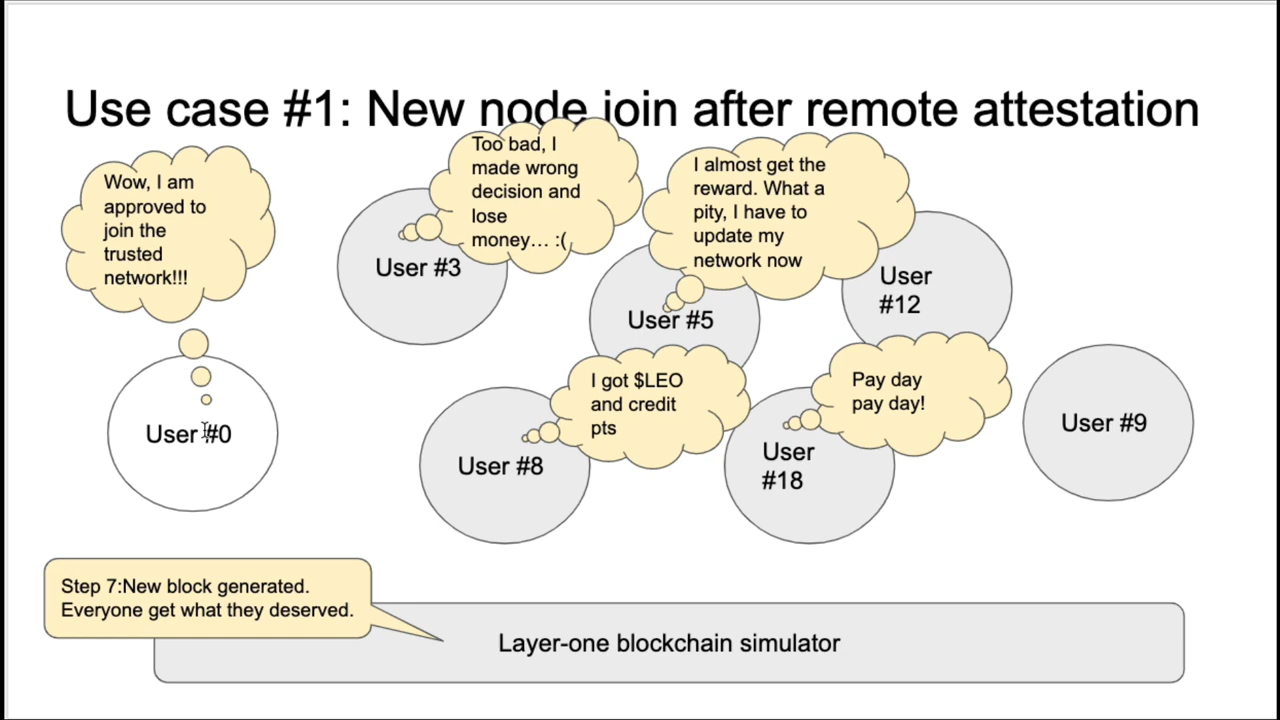 Use case #1: New node join after remote attestation
Wow, I am
approved to
join the
trusted
network!!!
Too bad, I
made wrong
decision and
lose
money... :(
I almost get the
reward. What a
pity, I have to
update my
network now
User #3
User #5
User
#12
I got $LEO
and credit
pts
Pay day
pay day!
User #0
User #8
User
#18
User #9
Step 7:New block generated.
Everyone get what they deserved.
Layer-one blockchain simulator